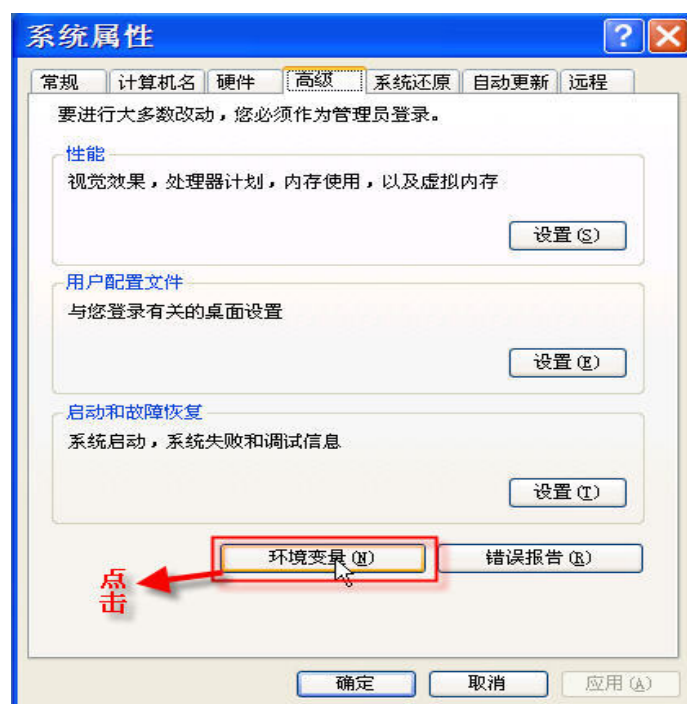 系统属性
常规 计算机名 硬件 高级 系统还原 自动更新 远程
要进行大多数改动，您必须作为管理员登录。
性能
视觉效果，处理器计划，内存使用，以及虚拟内存
设置(S)
用户配置文件
与您登录有关的桌面设置
设置(E)
启动和故障恢复
系统启动，系统失败和调试信息
设置(T)
环境变量(N) 错误报告(R)
点
击
确定 取消 应用(A)